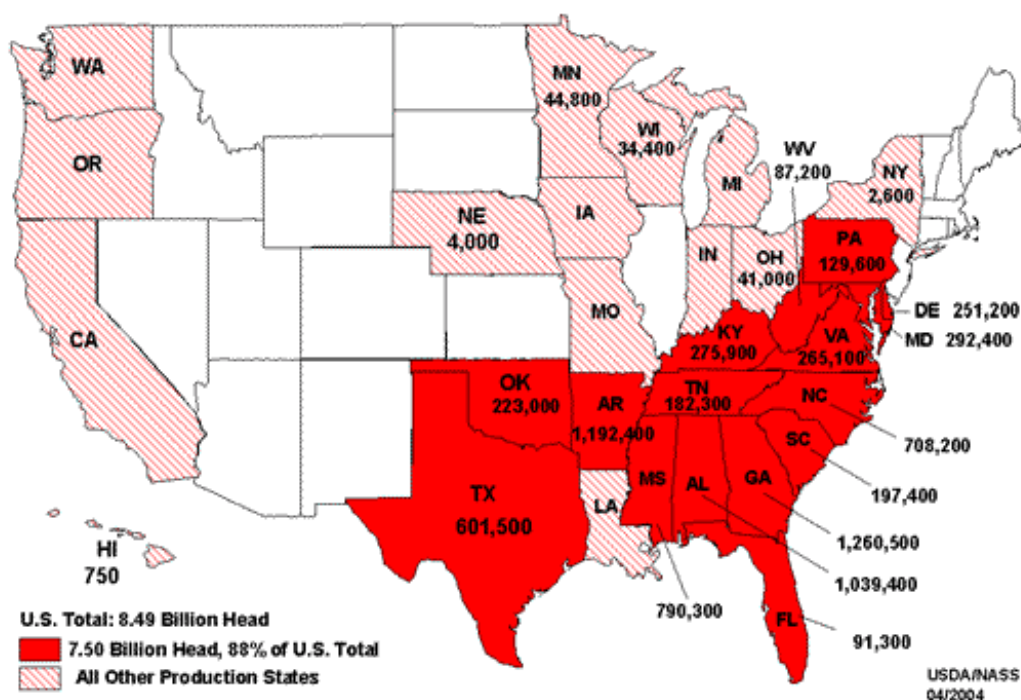 WA
MN
44,800
WI
34,400
WV
87,200
OR
MI
NY
2,600
NE
4,000
IA
PA
129,600
IN
OH
41,000
MO
DE 251,200
MD 292,400
CA
KY
275,900
VA
265,100
OK
223,000
AR
1,192,400
TN
182,300
NC
708,200
SC
197,400
TX
601,500
MS
AL
GA
LA
HI
750
1,260,500
1,039,400
790,300
FL
91,300
U.S. Total: 8.49 Billion Head
7.50 Billion Head, 88% of U.S. Total
All Other Production States
USDA/NASS
04/2004